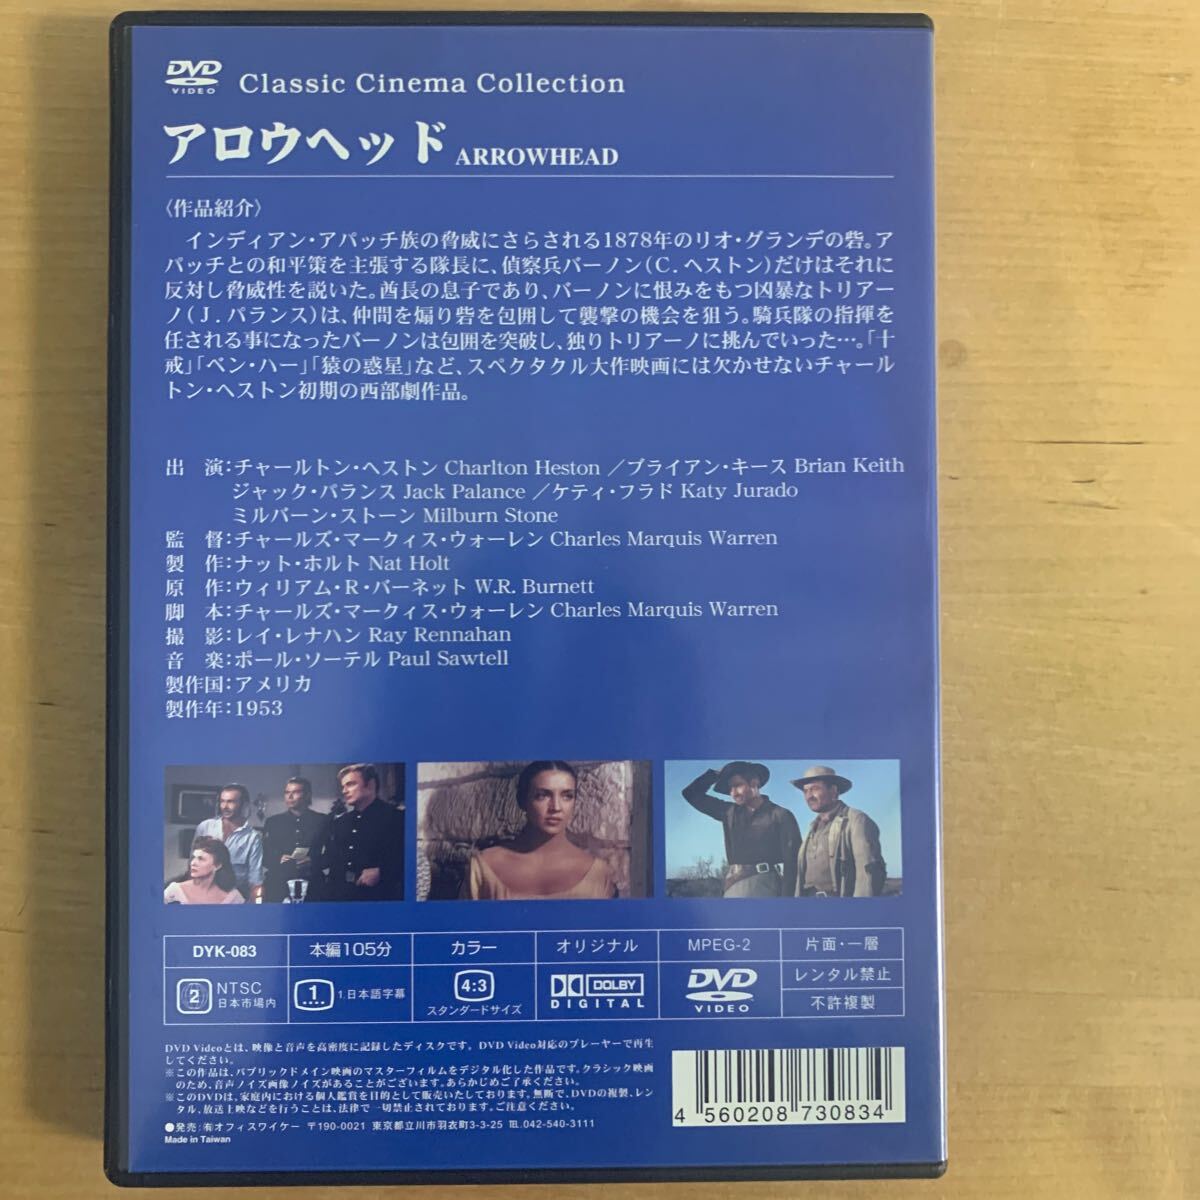 DVD VIDEO Classic Cinema Collection
アロウヘッド ARROWHEAD
〈作品紹介〉
インディアン・アパッチ族の脅威にさらされる1878年のリオ・グランデの砦。ア
パッチとの和平策を主張する隊長に、偵察兵バーノン(C.ヘストン)だけはそれに
反対し脅威性を説いた。酋長の息子であり、バーノンに恨みをもつ凶暴なトリアー
ノ(J.パランス)は、仲間を煽り砦を包囲して襲撃の機会を狙う。騎兵隊の指揮を
任される事になったバーノンは包囲を突破し、独りトリアーノに挑んでいった…。「十
戒」「ベン・ハー」「猿の惑星」など、スペクタクル大作映画には欠かせないチャール
トン・ヘストン初期の西部劇作品。
出　演:チャールトン・ヘストン Charlton Heston ／ブライアン・キース Brian Keith
ジャック・パランス Jack Palance ／ケティ・フラド Katy Jurado
ミルバーン・ストーン Milburn Stone
監　督:チャールズ・マークィス・ウォーレン Charles Marquis Warren
製　作:ナット・ホルト Nat Holt
原　作:ウィリアム・R・バーネット W.R. Burnett
脚　本:チャールズ・マークィス・ウォーレン Charles Marquis Warren
撮　影:レイ・レナハン Ray Rennahan
音　楽:ポール・ソーテル Paul Sawtell
製作国:アメリカ
製作年:1953
DYK-083 本編105分 カラー オリジナル MPEG-2 片面・一層
2 NTSC 日本市場内 1 1.日本語字幕 4:3 スタンダードサイズ DOLBY DIGITAL DVD VIDEO レンタル禁止
不許複製
DVD Videoとは、映像と音声を高密度に記録したディスクです。DVD Video対応のプレーヤーで再生
してください。
※この作品は、パブリックドメイン映画のマスターフィルムをデジタル化した作品です。クラシック映画
のため、音声ノイズ画像ノイズがあることがございます。あらかじめご了承ください。
※このDVDは、家庭内における個人鑑賞を目的として販売いたしております。無断で、DVDの複製、レン
タル、放送上映などを行うことは、法律で一切禁止されております。ご注意ください。
●発売:㈲オフィスワイケー 〒190-0021 東京都立川市羽衣町3-3-25 TEL.042-540-3111
Made in Taiwan
4 560208 730834